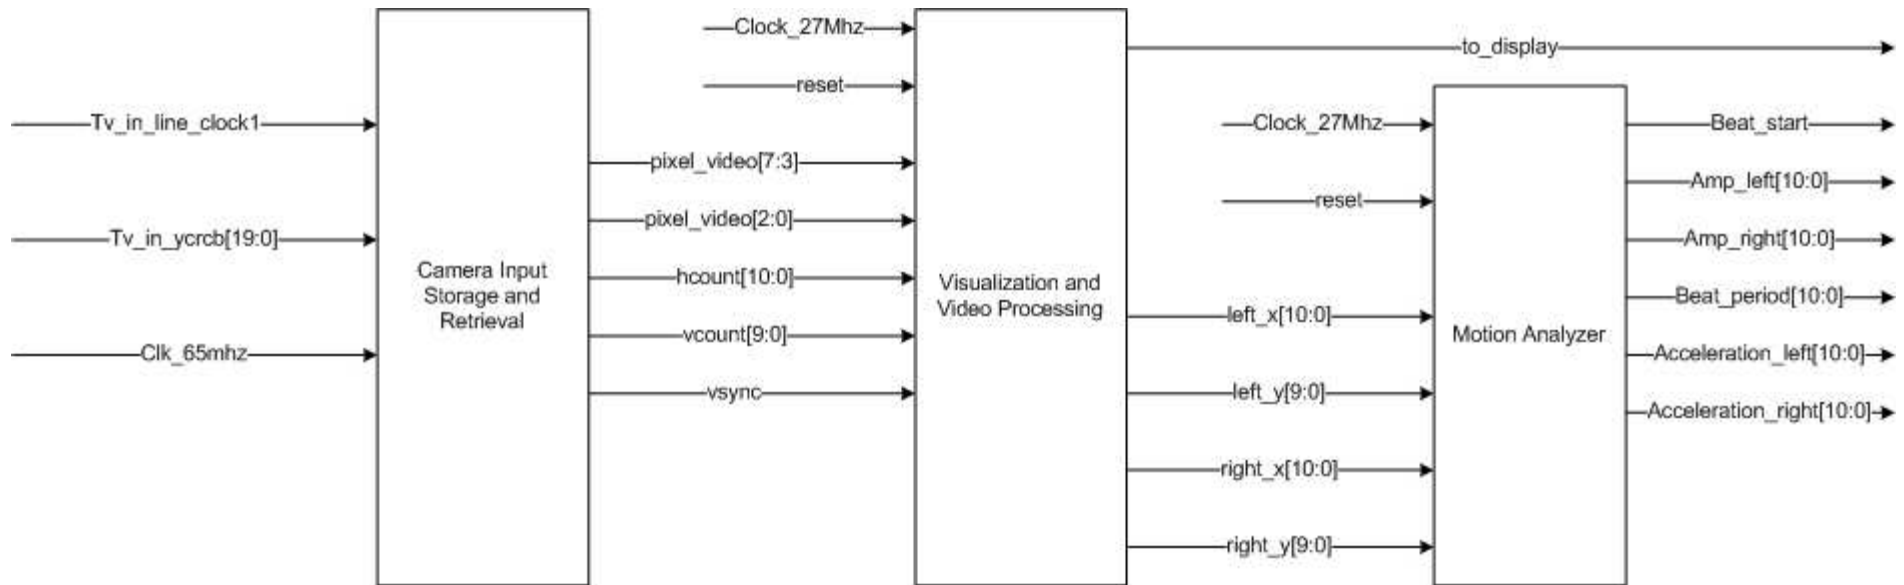 Tv_in_line_clock1
Tv_in_ycrcb[19:0]
Clk_65mhz
Camera Input
Storage and
Retrieval
Clock_27Mhz
reset
pixel_video[7:3]
pixel_video[2:0]
hcount[10:0]
vcount[9:0]
vsync
Visualization and
Video Processing
to_display
Clock_27Mhz
reset
left_x[10:0]
left_y[9:0]
right_x[10:0]
right_y[9:0]
Motion Analyzer
Beat_start
Amp_left[10:0]
Amp_right[10:0]
Beat_period[10:0]
Acceleration_left[10:0]
Acceleration_right[10:0]